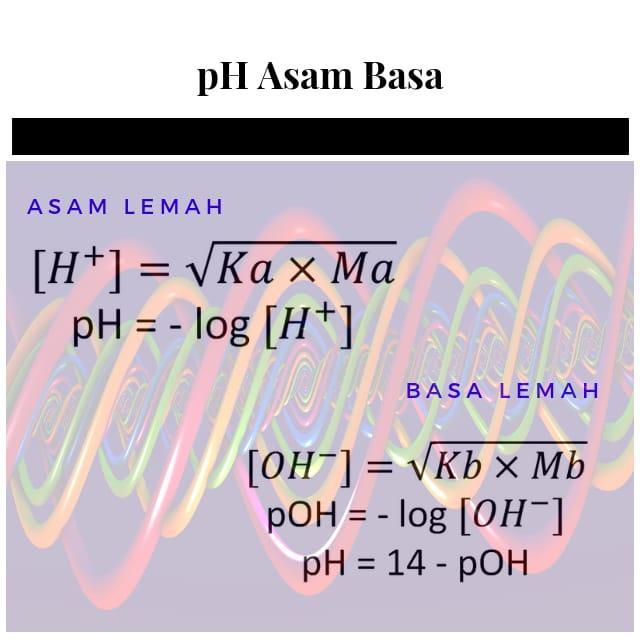 pH Asam Basa
ASAM LEMAH
[H⁺] = √Ka × Ma
pH = - log [H⁺]
BASA LEMAH
[OH⁻] = √Kb × Mb
pOH = - log [OH⁻]
pH = 14 - pOH